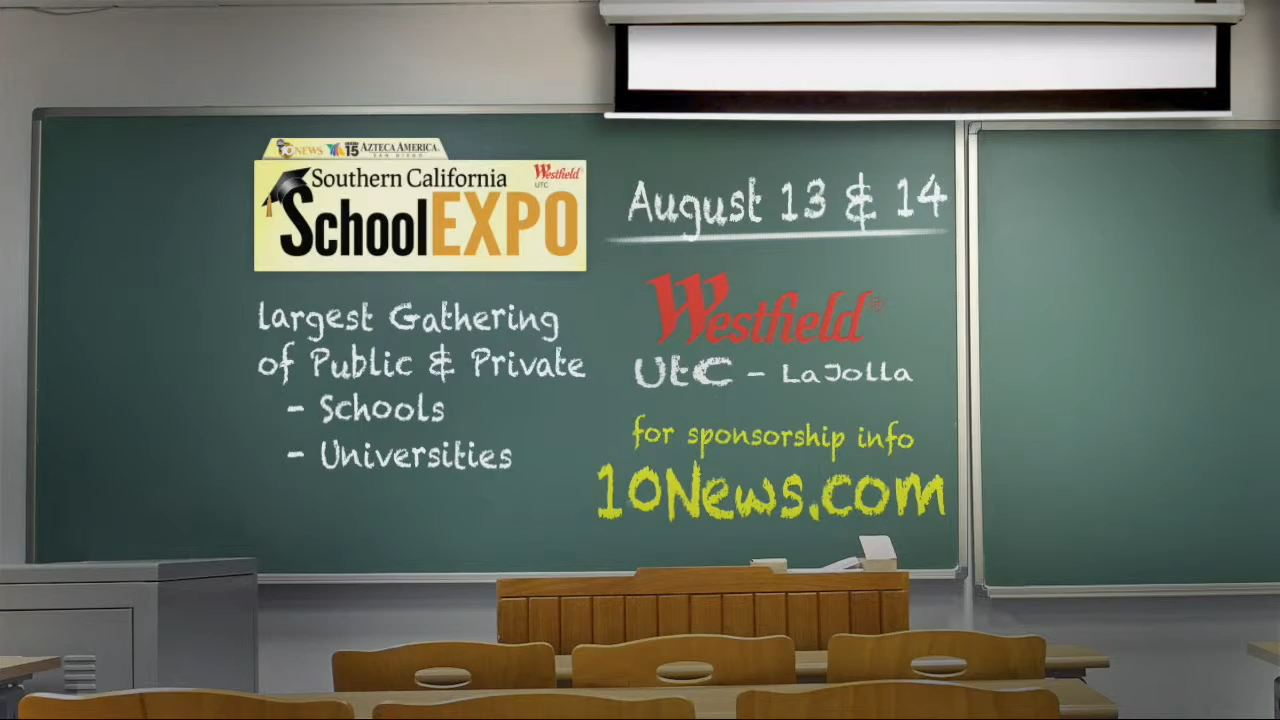 10NEWS 15 AZTECA AMERICA
SAN DIEGO
Southern California
Westfield
UTC
SchoolEXPO
August 13 & 14
largest Gathering
of Public & Private
- Schools
- Universities
Westfield
UtC - LaJolla
for sponsorship info
10News.com